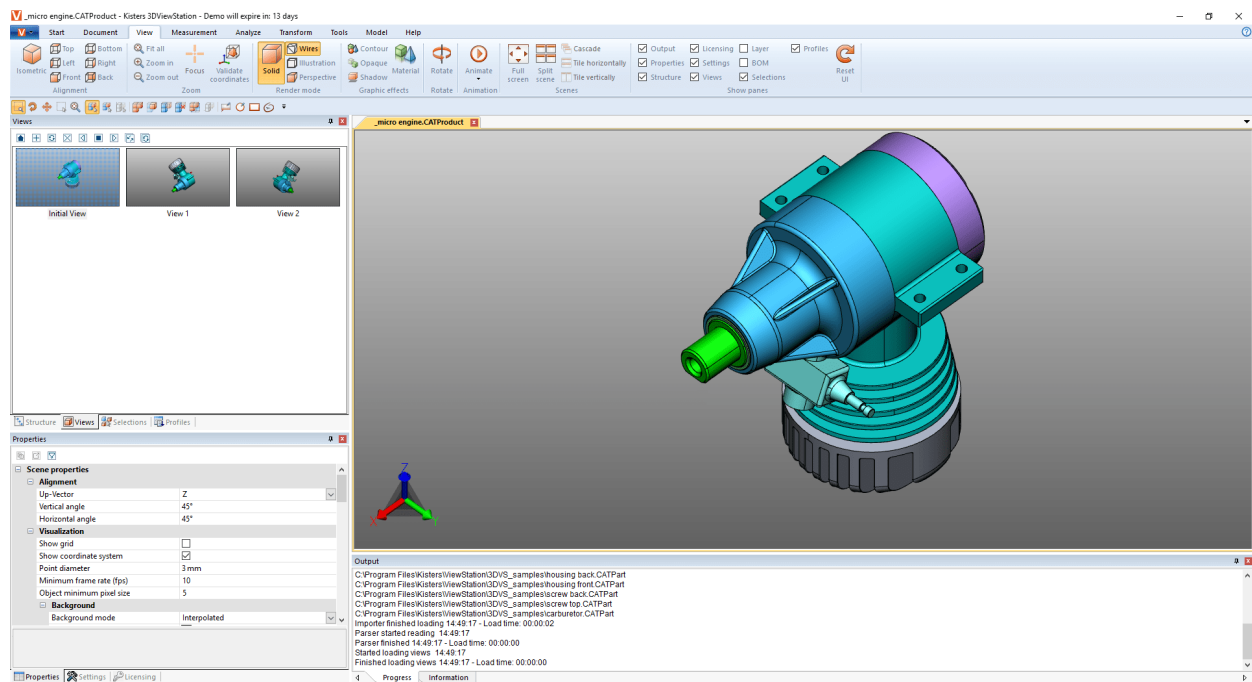 _micro engine.CATProduct - Kisters 3DViewStation - Demo will expire in: 13 days
Start Document View Measurement Analyze Transform Tools Model Help
Isometric
Top Bottom
Left Right
Front Back
Alignment
Fit all
Zoom in
Zoom out
Focus
Validate coordinates
Zoom
Solid
Wires
Illustration
Perspective
Render mode
Contour
Opaque
Shadow
Material
Graphic effects
Rotate
Rotate
Animate
Animation
Full screen
Split scene
Cascade
Tile horizontally
Tile vertically
Scenes
Output Licensing Layer Profiles
Properties Settings BOM
Structure Views Selections
Show panes
Reset UI
Views
Initial View View 1 View 2
Structure Views Selections Profiles
Properties
Scene properties
Alignment
Up-Vector Z
Vertical angle 45°
Horizontal angle 45°
Visualization
Show grid
Show coordinate system
Point diameter 3 mm
Minimum frame rate (fps) 10
Object minimum pixel size 5
Background
Background mode Interpolated
Properties Settings Licensing
_micro engine.CATProduct
Z
X
Y
Output
C:\Program Files\Kisters\ViewStation\3DVS_samples\housing back.CATPart
C:\Program Files\Kisters\ViewStation\3DVS_samples\housing front.CATPart
C:\Program Files\Kisters\ViewStation\3DVS_samples\screw back.CATPart
C:\Program Files\Kisters\ViewStation\3DVS_samples\screw top.CATPart
C:\Program Files\Kisters\ViewStation\3DVS_samples\carburetor.CATPart
Importer finished loading 14:49:17 - Load time: 00:00:02
Parser started reading 14:49:17
Parser finished 14:49:17 - Load time: 00:00:00
Started loading views 14:49:17
Finished loading views 14:49:17 - Load time: 00:00:00
Progress Information